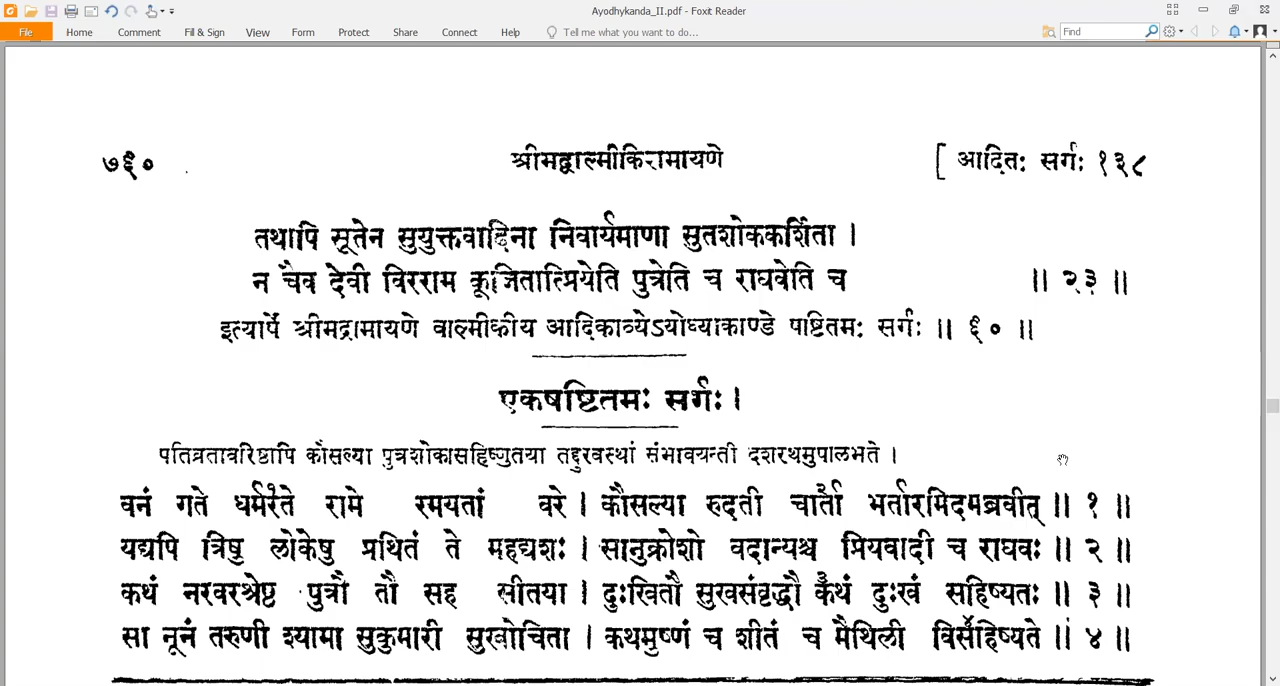 Ayodhykanda_II.pdf - Foxit Reader
File Home Comment Fill & Sign View Form Protect Share Connect Help Tell me what you want to do... Find
७६० श्रीमद्वाल्मीकिरामायणे [ आदितः सर्गः १३८
तथापि सूतेन सुयुक्तवादिना निवार्यमाणा सुतशोककर्शिता ।
न चैव देवी विरराम कूजितात्प्रियेति पुत्रेति च राघवेति च ॥ २३ ॥
इत्यार्षे श्रीमद्रामायणे वाल्मीकीय आदिकाव्येऽयोध्याकाण्डे षष्टितमः सर्गः ॥ ६० ॥
एकषष्टितमः सर्गः ।
पतिव्रतावरिष्ठापि कौसल्या पुत्रशोकासहिष्णुतया तद्दुरवस्थां संभावयन्ती दशरथमुपालभते ।
वनं गते धर्मरते रामे रमयतां वरे । कौसल्या रुदती चार्ता भर्तारमिदमब्रवीत् ॥ १ ॥
यद्यपि त्रिषु लोकेषु प्रथितं ते महद्यशः । सानुक्रोशो वदान्यश्च प्रियवादी च राघवः ॥ २ ॥
कथं नरवरश्रेष्ठ पुत्रौ तौ सह सीतया । दुःखितौ सुखसंवृद्धौ कथं दुःखं सहिष्यतः ॥ ३ ॥
सा नूनं तरुणी श्यामा सुकुमारी सुखोचिता । कथमुष्णं च शीतं च मैथिली विसहिष्यते ॥ ४ ॥